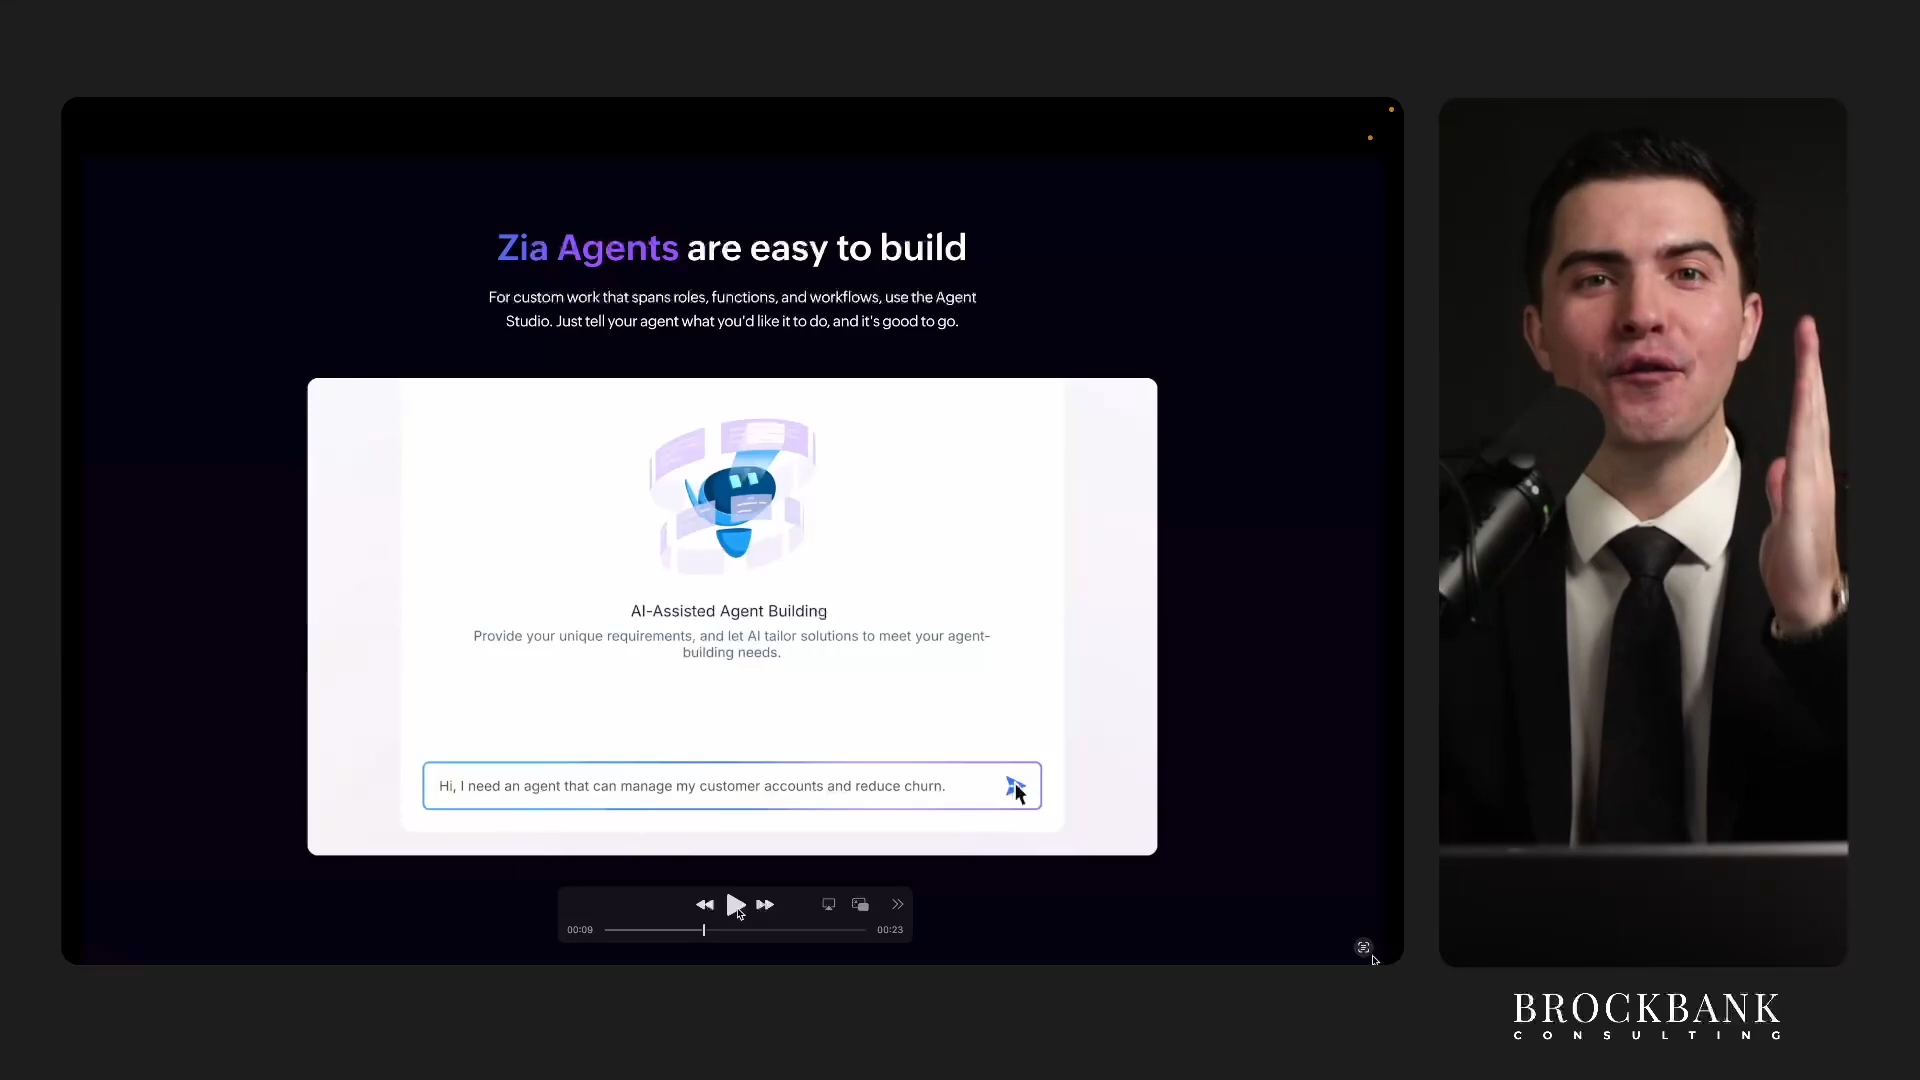 Zia Agents are easy to build
For custom work that spans roles, functions, and workflows, use the Agent
Studio. Just tell your agent what you'd like it to do, and it's good to go.
AI-Assisted Agent Building
Provide your unique requirements, and let AI tailor solutions to meet your agent-
building needs.
Hi, I need an agent that can manage my customer accounts and reduce churn.
00:09
00:23
BROCKBANK
CONSULTING